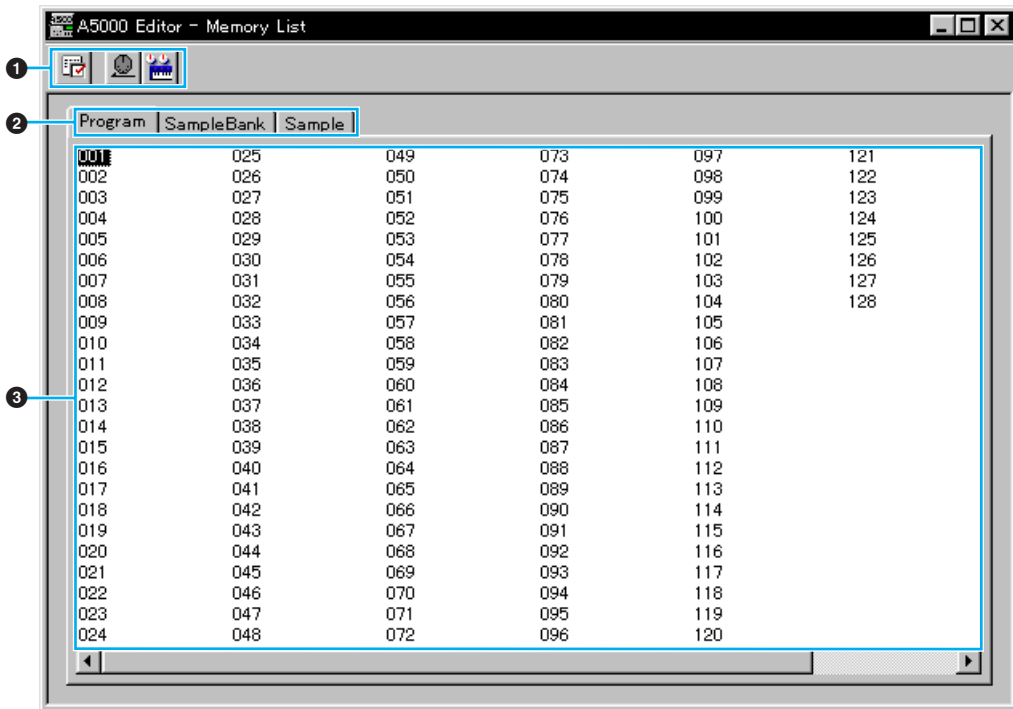 A5000 Editor - Memory List
❶
❷ Program SampleBank Sample
001 025 049 073 097 121
002 026 050 074 098 122
003 027 051 075 099 123
004 028 052 076 100 124
005 029 053 077 101 125
006 030 054 078 102 126
007 031 055 079 103 127
008 032 056 080 104 128
009 033 057 081 105
010 034 058 082 106
011 035 059 083 107
012 036 060 084 108
❸
013 037 061 085 109
014 038 062 086 110
015 039 063 087 111
016 040 064 088 112
017 041 065 089 113
018 042 066 090 114
019 043 067 091 115
020 044 068 092 116
021 045 069 093 117
022 046 070 094 118
023 047 071 095 119
024 048 072 096 120